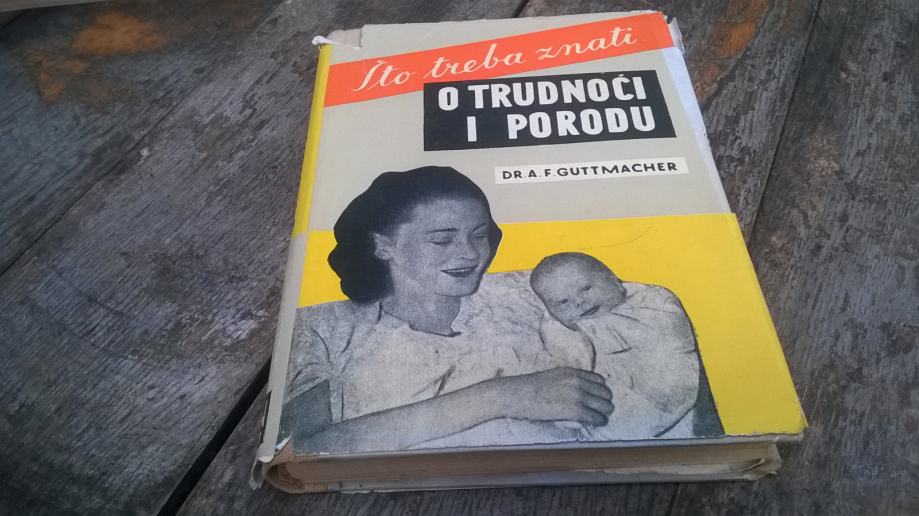 Što treba znati
O TRUDNOĆI
I PORODU
DR. A. F. GUTTMACHER